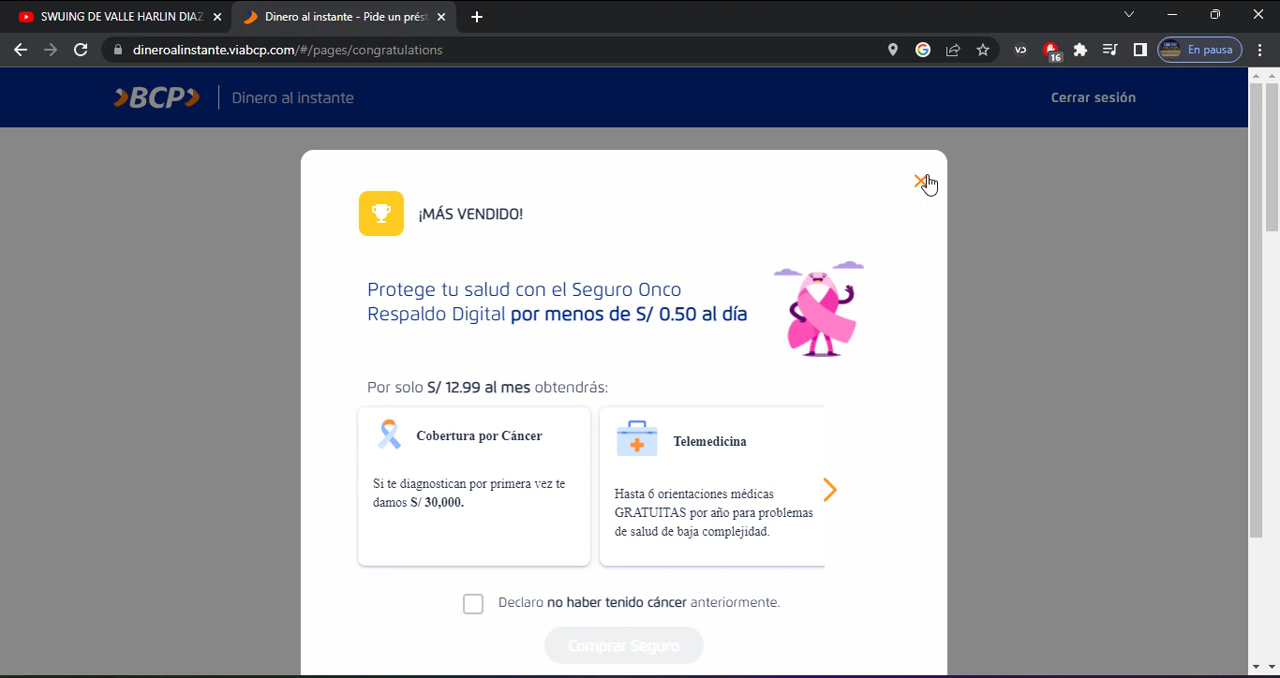 SWUING DE VALLE HARLIN DIAZ
Dinero al instante - Pide un prést
dineroalinstante.viabcp.com/#/pages/congratulations
16
En pausa
BCP
Dinero al instante
Cerrar sesión
¡MÁS VENDIDO!
Protege tu salud con el Seguro Onco
Respaldo Digital por menos de S/ 0.50 al día
Por solo S/ 12.99 al mes obtendrás:
Cobertura por Cáncer
Si te diagnostican por primera vez te
damos S/ 30,000.
Telemedicina
Hasta 6 orientaciones médicas
GRATUITAS por año para problemas
de salud de baja complejidad.
Declaro no haber tenido cáncer anteriormente.
Comprar Seguro